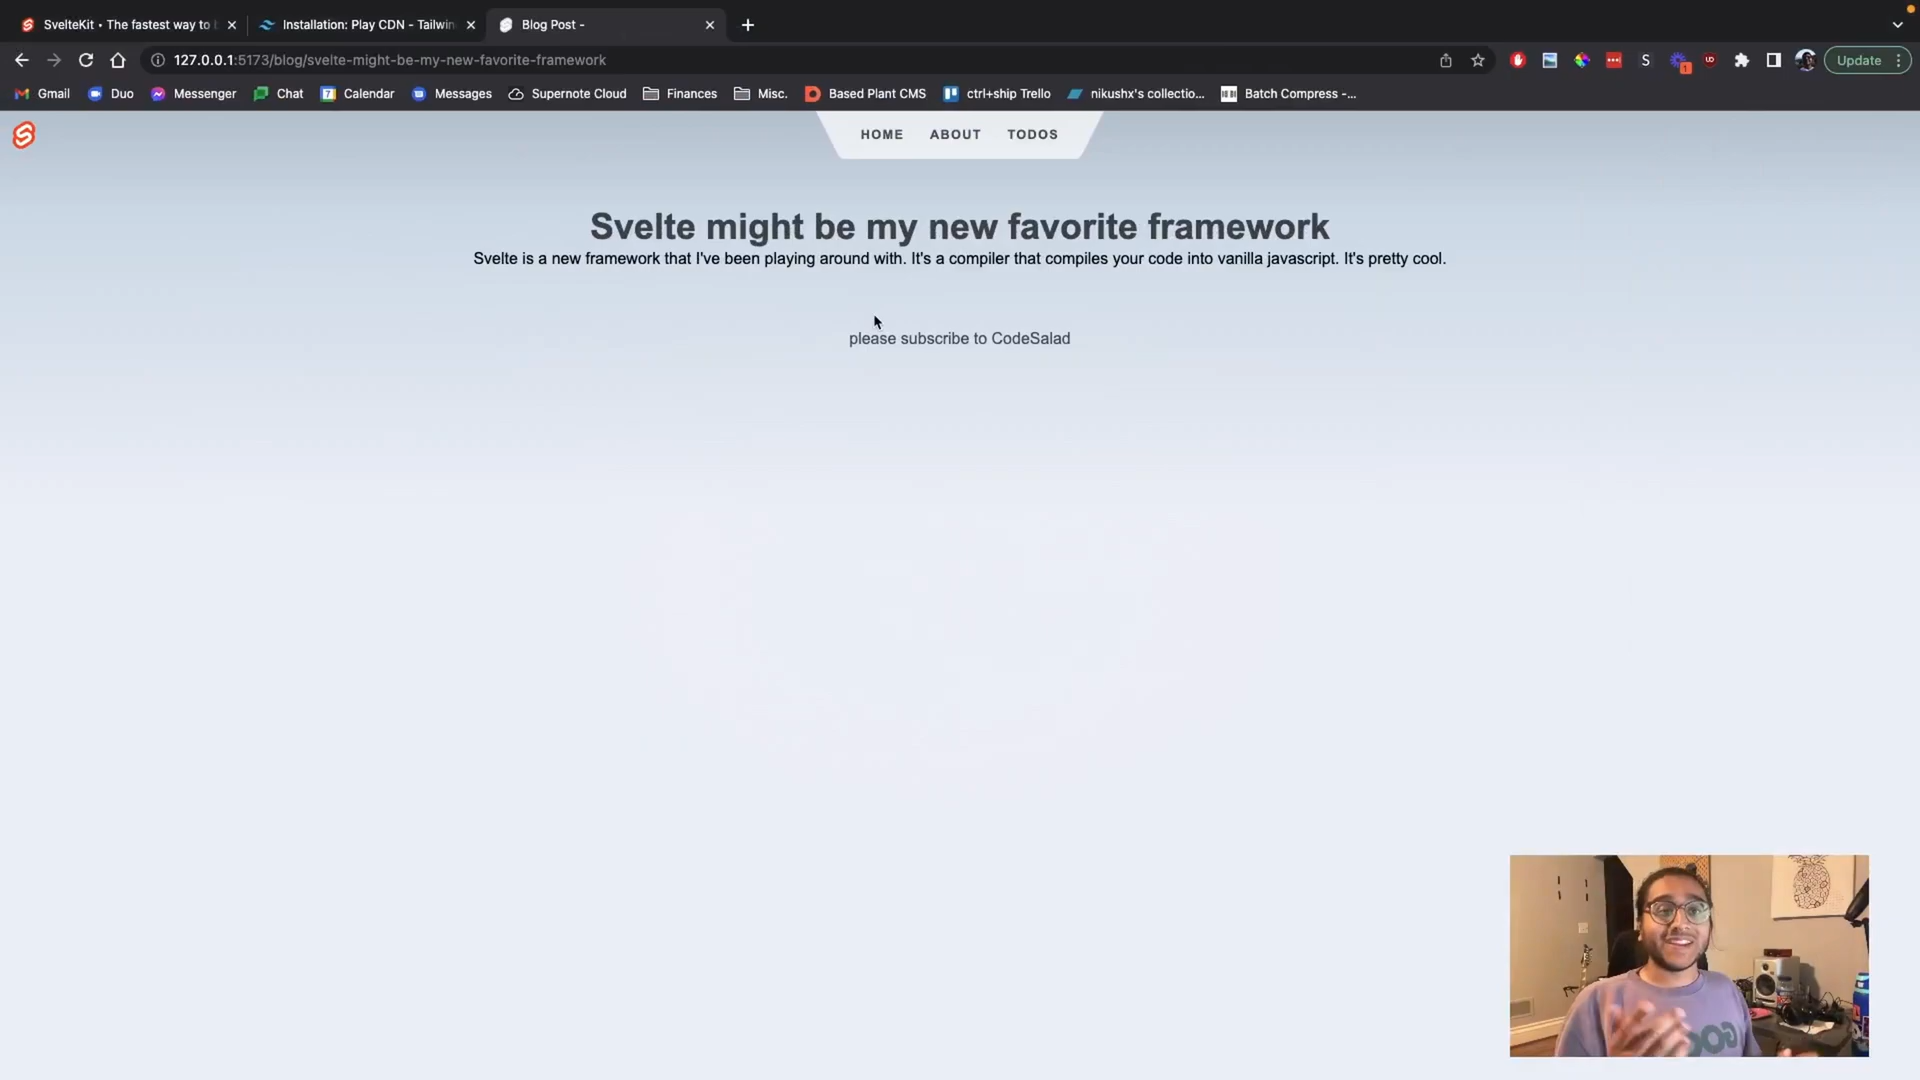 SvelteKit • The fastest way to b
Installation: Play CDN - Tailwin
Blog Post -
127.0.0.1:5173/blog/svelte-might-be-my-new-favorite-framework
S
1
UD
Update
Gmail
Duo
Messenger
Chat
7
Calendar
Messages
Supernote Cloud
Finances
Misc.
Based Plant CMS
ctrl+ship Trello
nikushx's collectio...
Batch Compress -...
HOME
ABOUT
TODOS
Svelte might be my new favorite framework
Svelte is a new framework that I've been playing around with. It's a compiler that compiles your code into vanilla javascript. It's pretty cool.
please subscribe to CodeSalad